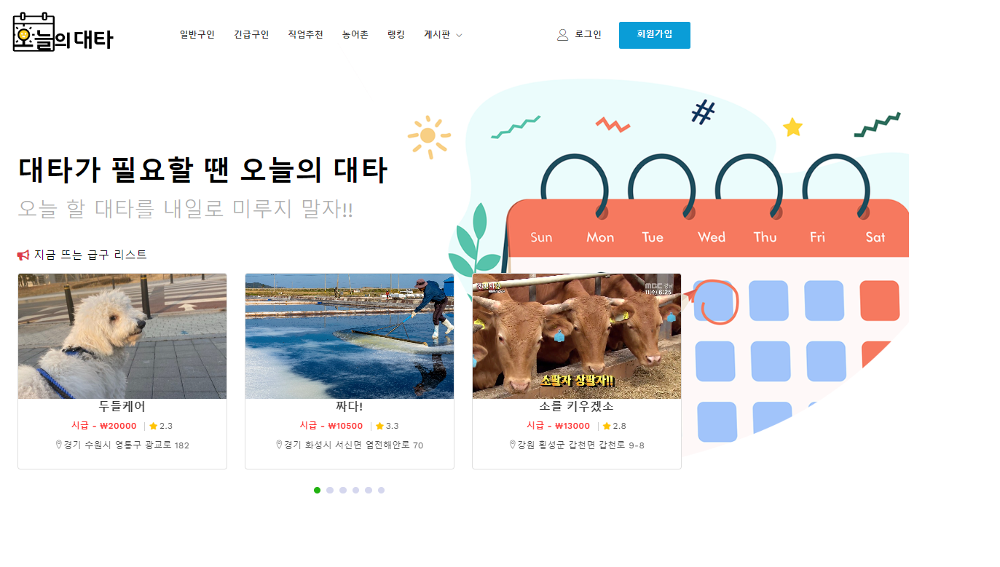 오늘의 대타
일반구인 긴급구인 직업추천 농어촌 랭킹 게시판 로그인 회원가입
#
대타가 필요할 땐 오늘의 대타
오늘 할 대타를 내일로 미루지 말자!!
Sun Mon Tue Wed Thu Fri Sat
지금 뜨는 급구 리스트
MBC 경남
11(수) 6:25
소팔자 상팔자!!
두들케어
시급 - ₩20000 | 2.3
경기 수원시 영통구 광교로 182
짜다!
시급 - ₩10500 | 3.3
경기 화성시 서신면 염전해안로 70
소를 키우겠소
시급 - ₩13000 | 2.8
강원 횡성군 갑천면 갑천로 9-8